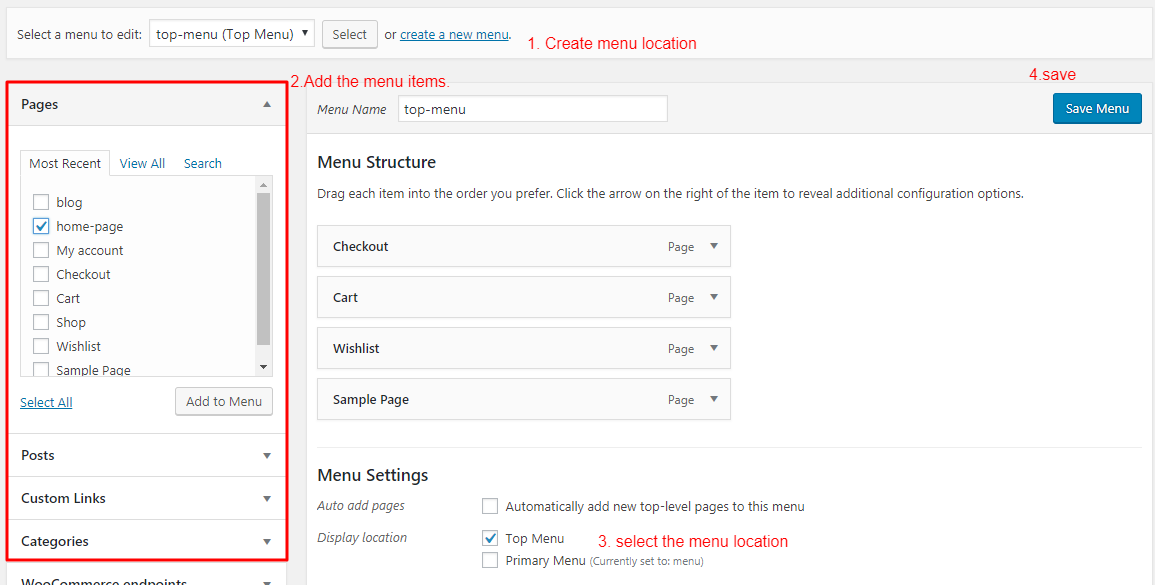 Select a menu to edit: top-menu (Top Menu) Select or create a new menu.
1. Create menu location
2.Add the menu items.
4.save
Pages
Most Recent View All Search
blog
home-page
My account
Checkout
Cart
Shop
Wishlist
Sample Page
Select All Add to Menu
Posts
Custom Links
Categories
WooCommerce endpoints
Menu Name top-menu Save Menu
Menu Structure
Drag each item into the order you prefer. Click the arrow on the right of the item to reveal additional configuration options.
Checkout Page
Cart Page
Wishlist Page
Sample Page Page
Menu Settings
Auto add pages Automatically add new top-level pages to this menu
Display location Top Menu 3. select the menu location
Primary Menu (Currently set to: menu)